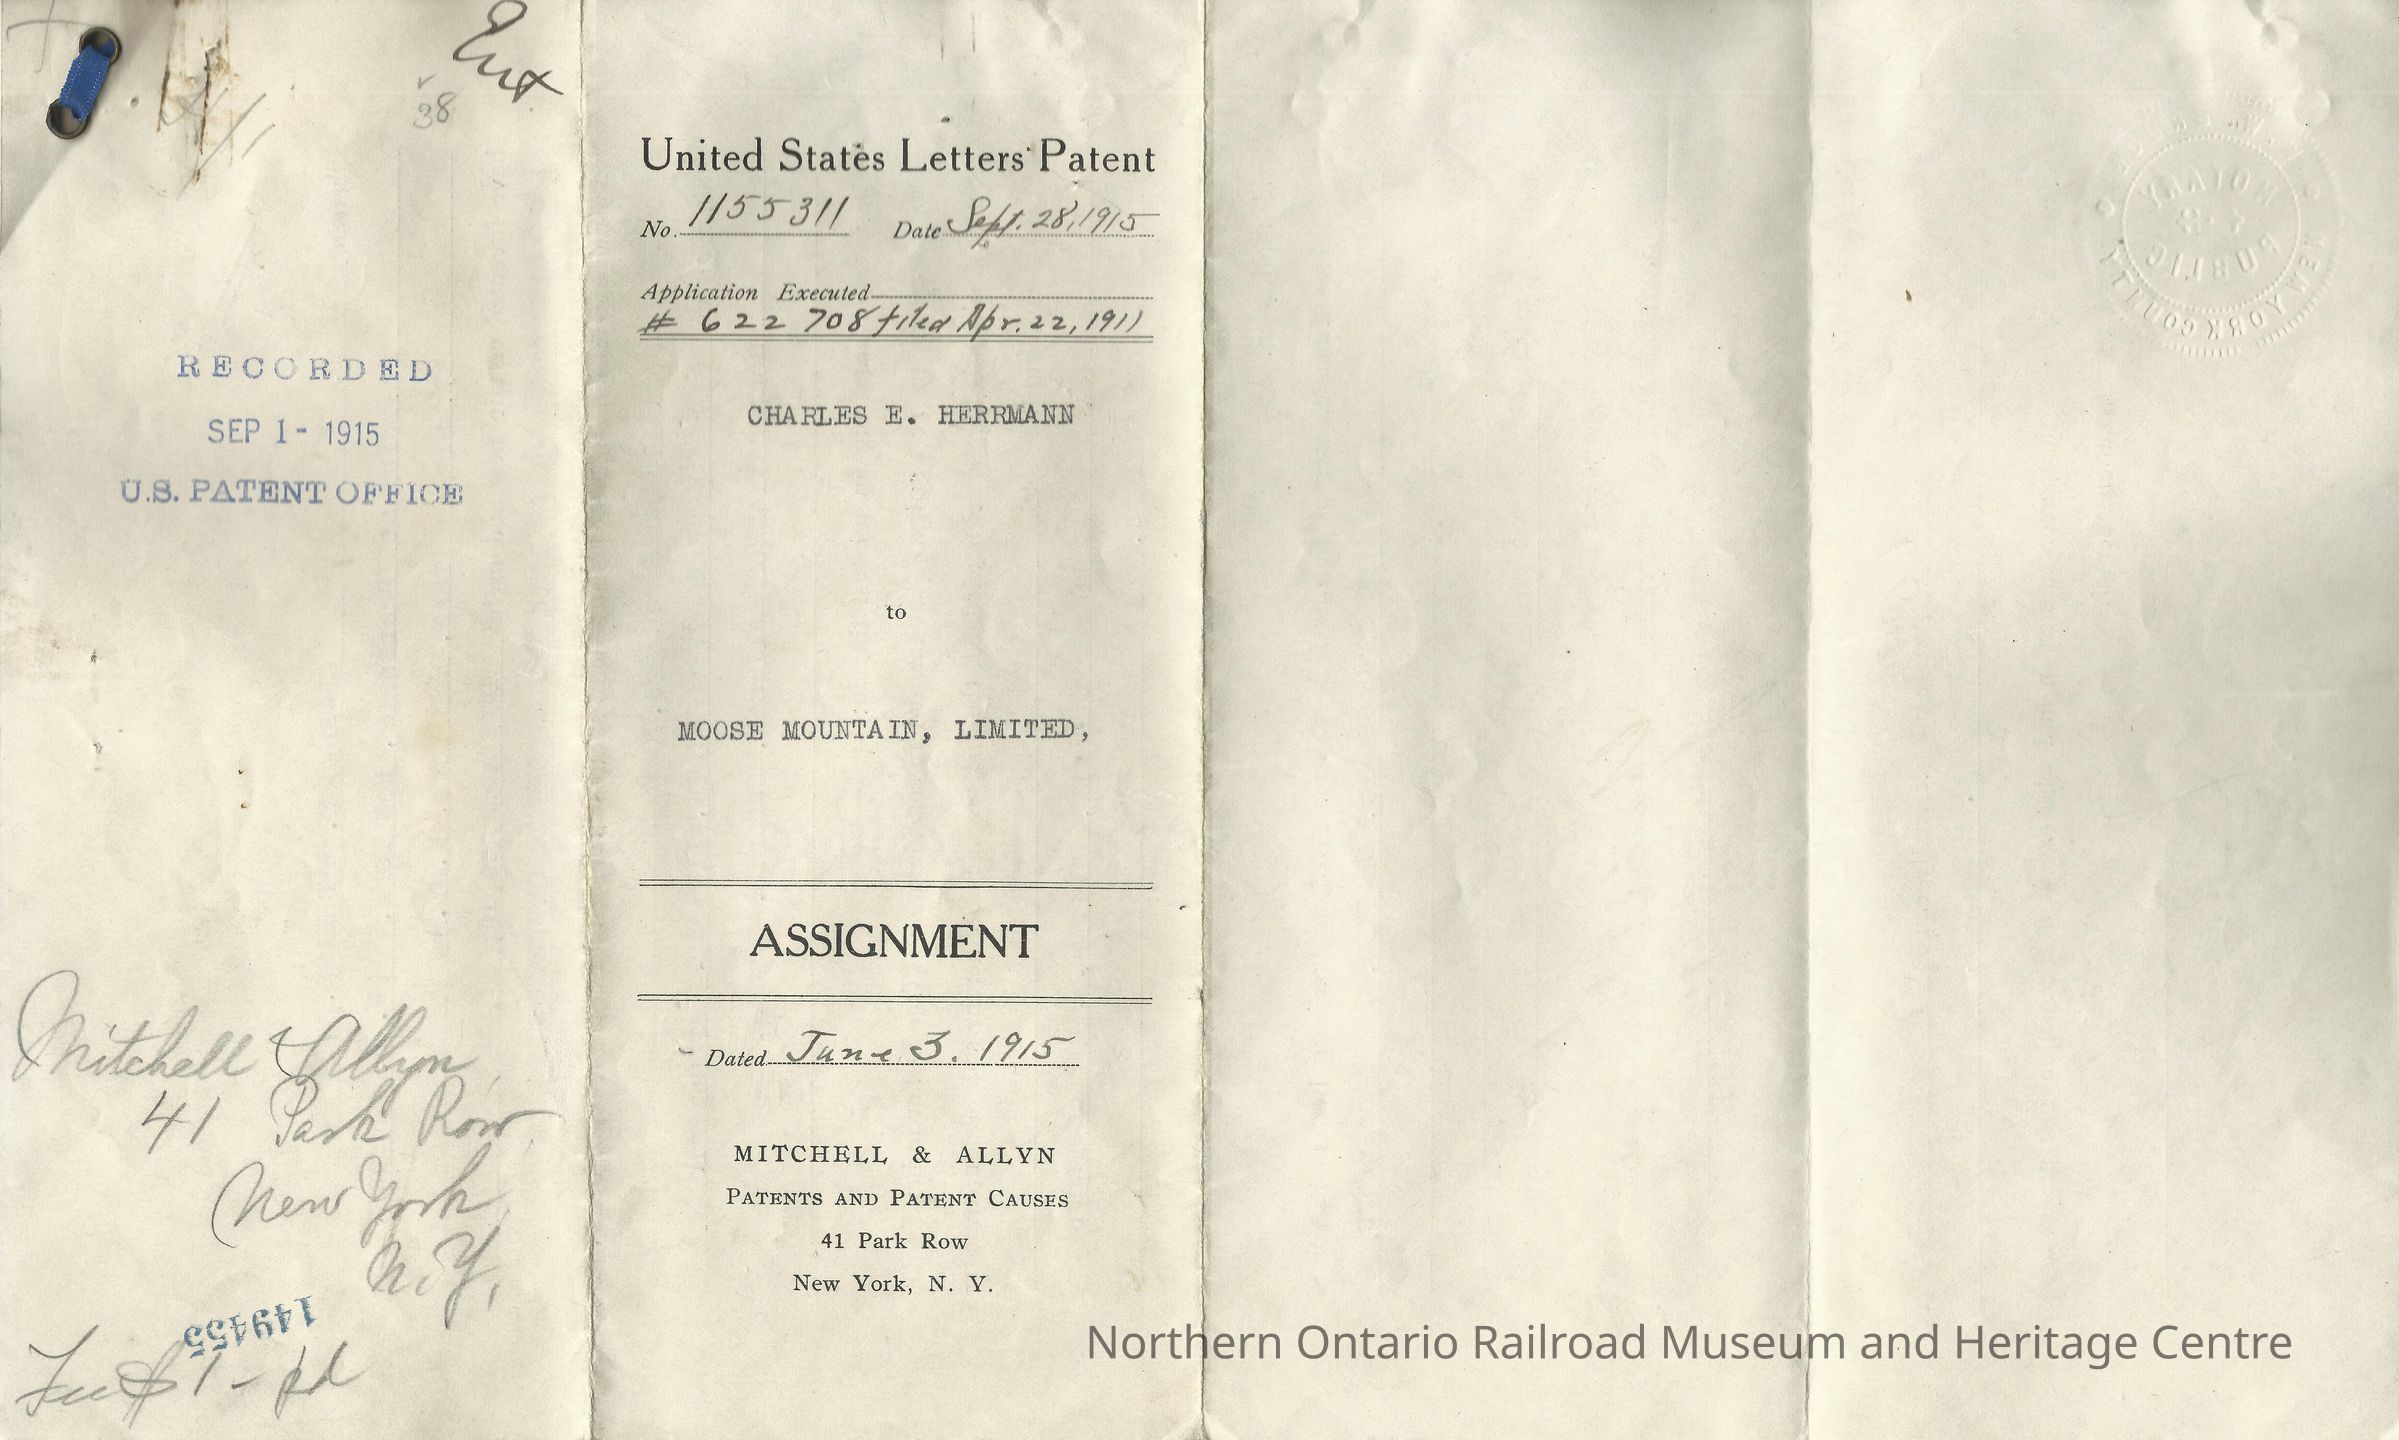 Ent
38
RECORDED
SEP 1 - 1915
U.S. PATENT OFFICE
Mitchell & Allyn
41 Park Row
New York
N.Y.
149455
Fee $1 - pd
United States Letters Patent
No. 1155311 Date Sept. 28, 1915
Application Executed
# 622 708 filed Apr. 22, 1911
CHARLES E. HERRMANN
to
MOOSE MOUNTAIN, LIMITED,
ASSIGNMENT
Dated June 3. 1915
MITCHELL & ALLYN
PATENTS AND PATENT CAUSES
41 Park Row
New York, N. Y.
NOTARY
PUBLIC
NEW YORK COUNTY
Northern Ontario Railroad Museum and Heritage Centre